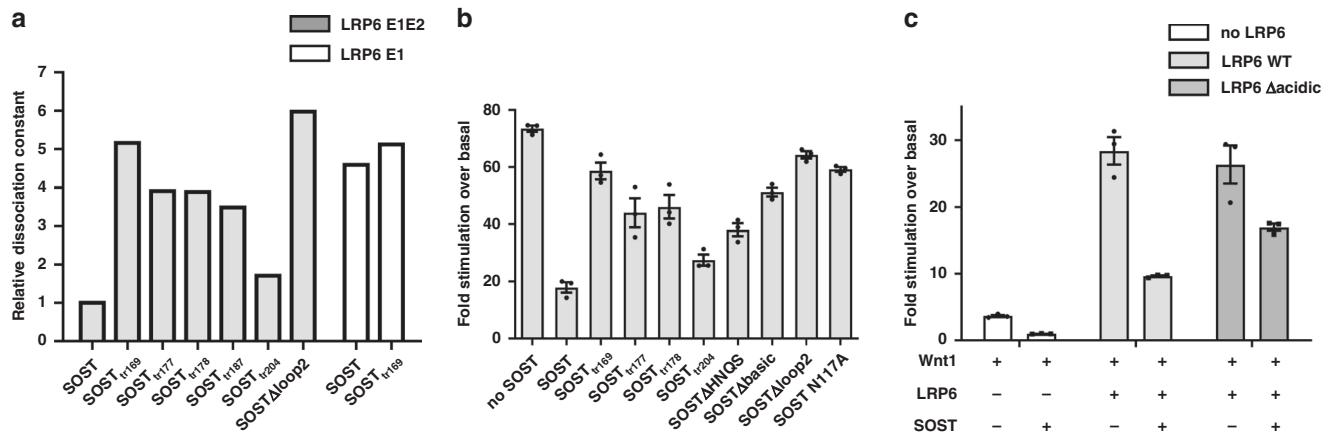 a
LRP6 E1E2
LRP6 E1
Relative dissociation constant
7
6
5
4
3
2
1
0
SOST
SOSTtr169
SOSTtr177
SOSTtr178
SOSTtr187
SOSTtr204
SOSTΔloop2
SOST
SOSTtr169
b
Fold stimulation over basal
80
60
40
20
0
no SOST
SOST
SOSTtr169
SOSTtr177
SOSTtr178
SOSTtr204
SOSTΔHNQS
SOSTΔbasic
SOSTΔloop2
SOST N117A
c
no LRP6
LRP6 WT
LRP6 Δacidic
Fold stimulation over basal
30
20
10
0
Wnt1 + + + + + +
LRP6 – – + + + +
SOST – + – + – +